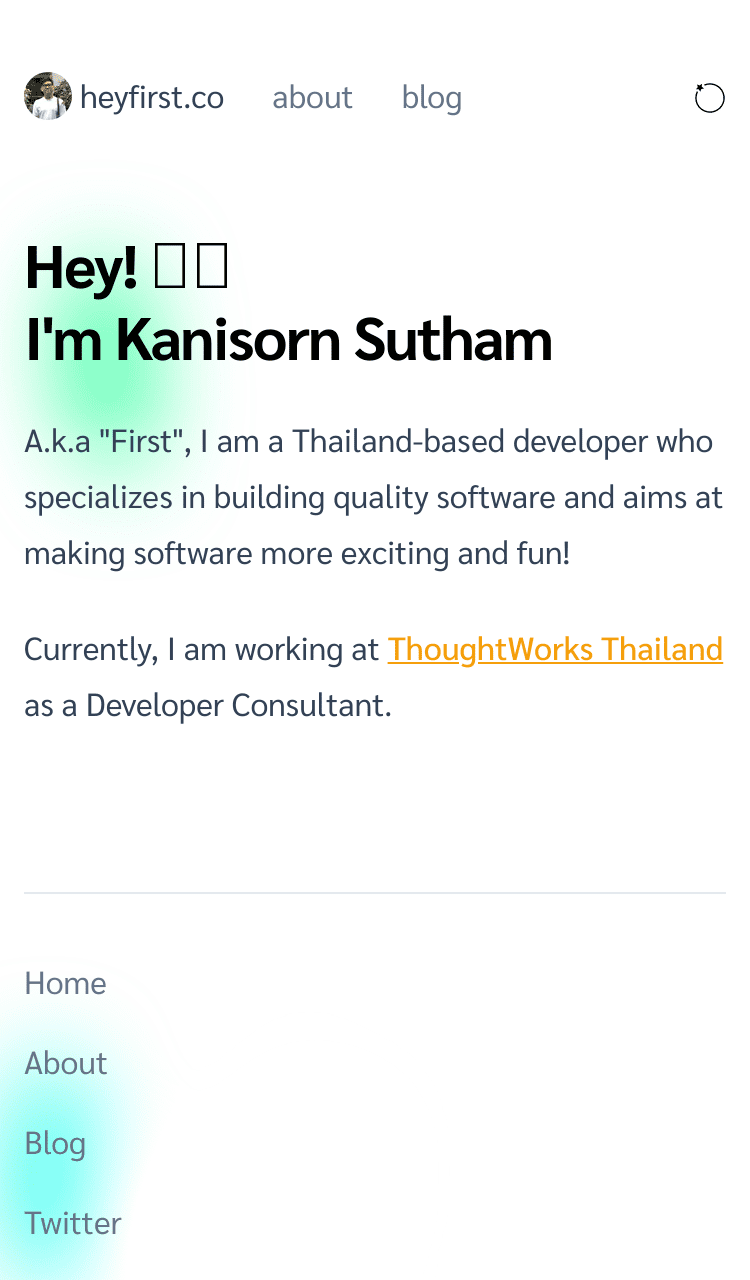 heyfirst.co about blog
Hey!
I'm Kanisorn Sutham
A.k.a "First", I am a Thailand-based developer who
specializes in building quality software and aims at
making software more exciting and fun!
Currently, I am working at ThoughtWorks Thailand
as a Developer Consultant.
Home
About
Blog
Twitter